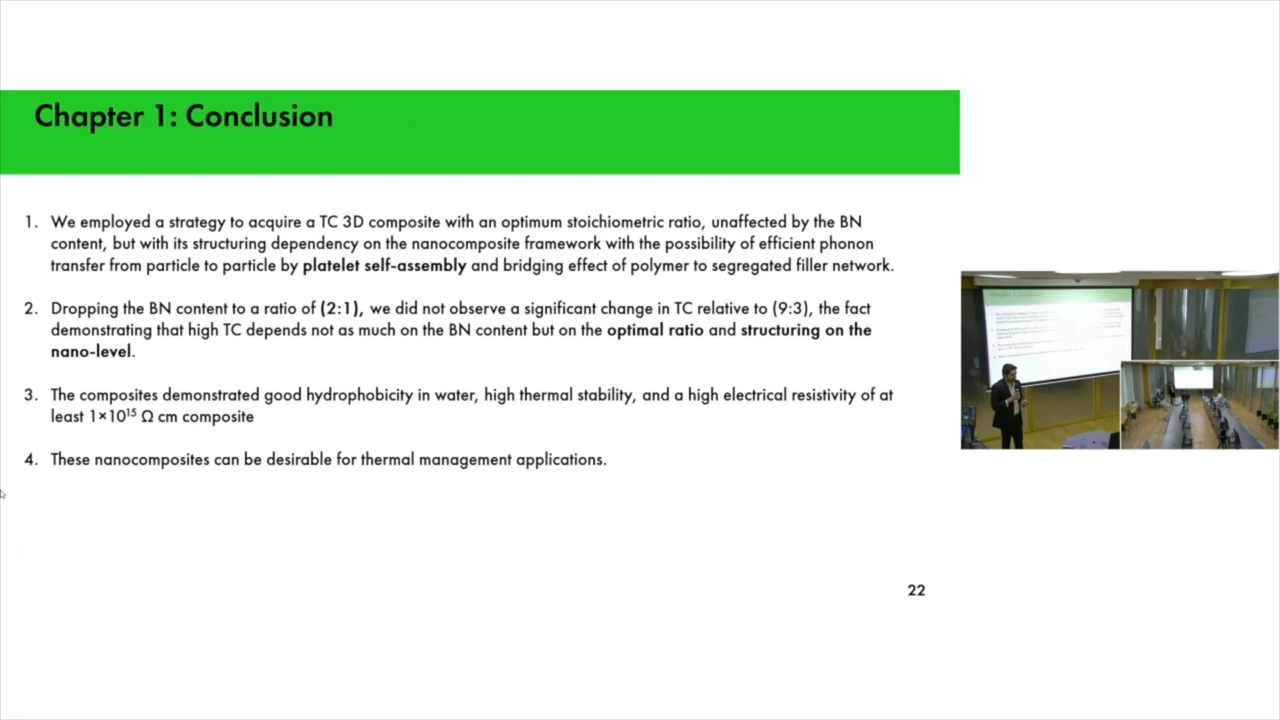 Chapter 1: Conclusion
1. We employed a strategy to acquire a TC 3D composite with an optimum stoichiometric ratio, unaffected by the BN
content, but with its structuring dependency on the nanocomposite framework with the possibility of efficient phonon
transfer from particle to particle by platelet self-assembly and bridging effect of polymer to segregated filler network.
2. Dropping the BN content to a ratio of (2:1), we did not observe a significant change in TC relative to (9:3), the fact
demonstrating that high TC depends not as much on the BN content but on the optimal ratio and structuring on the
nano-level.
3. The composites demonstrated good hydrophobicity in water, high thermal stability, and a high electrical resistivity of at
least 1×10¹⁵ Ω cm composite
4. These nanocomposites can be desirable for thermal management applications.
22